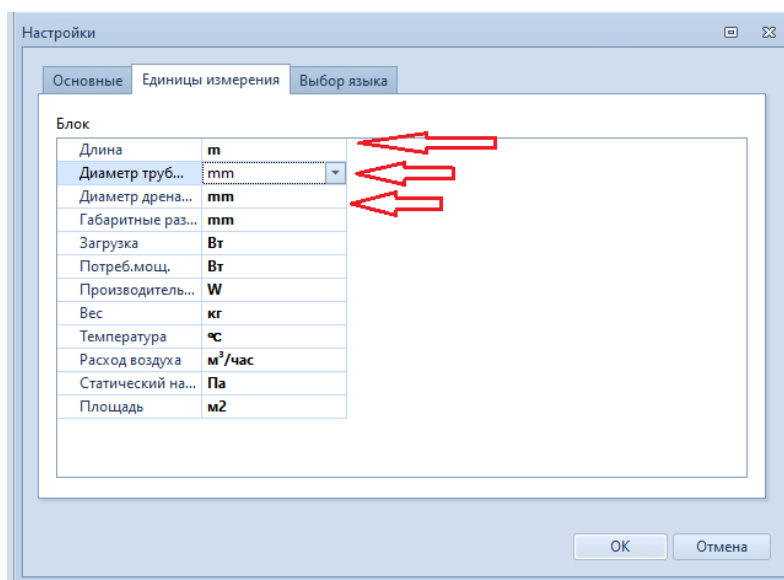 Настройки
Основные Единицы измерения Выбор языка
Блок
Длина m
Диаметр труб... mm
Диаметр дрена... mm
Габаритные раз... mm
Загрузка Вт
Потреб.мощ. Вт
Производитель... W
Вес кг
Температура °C
Расход воздуха м³/час
Статический на... Па
Площадь м2
ОК Отмена